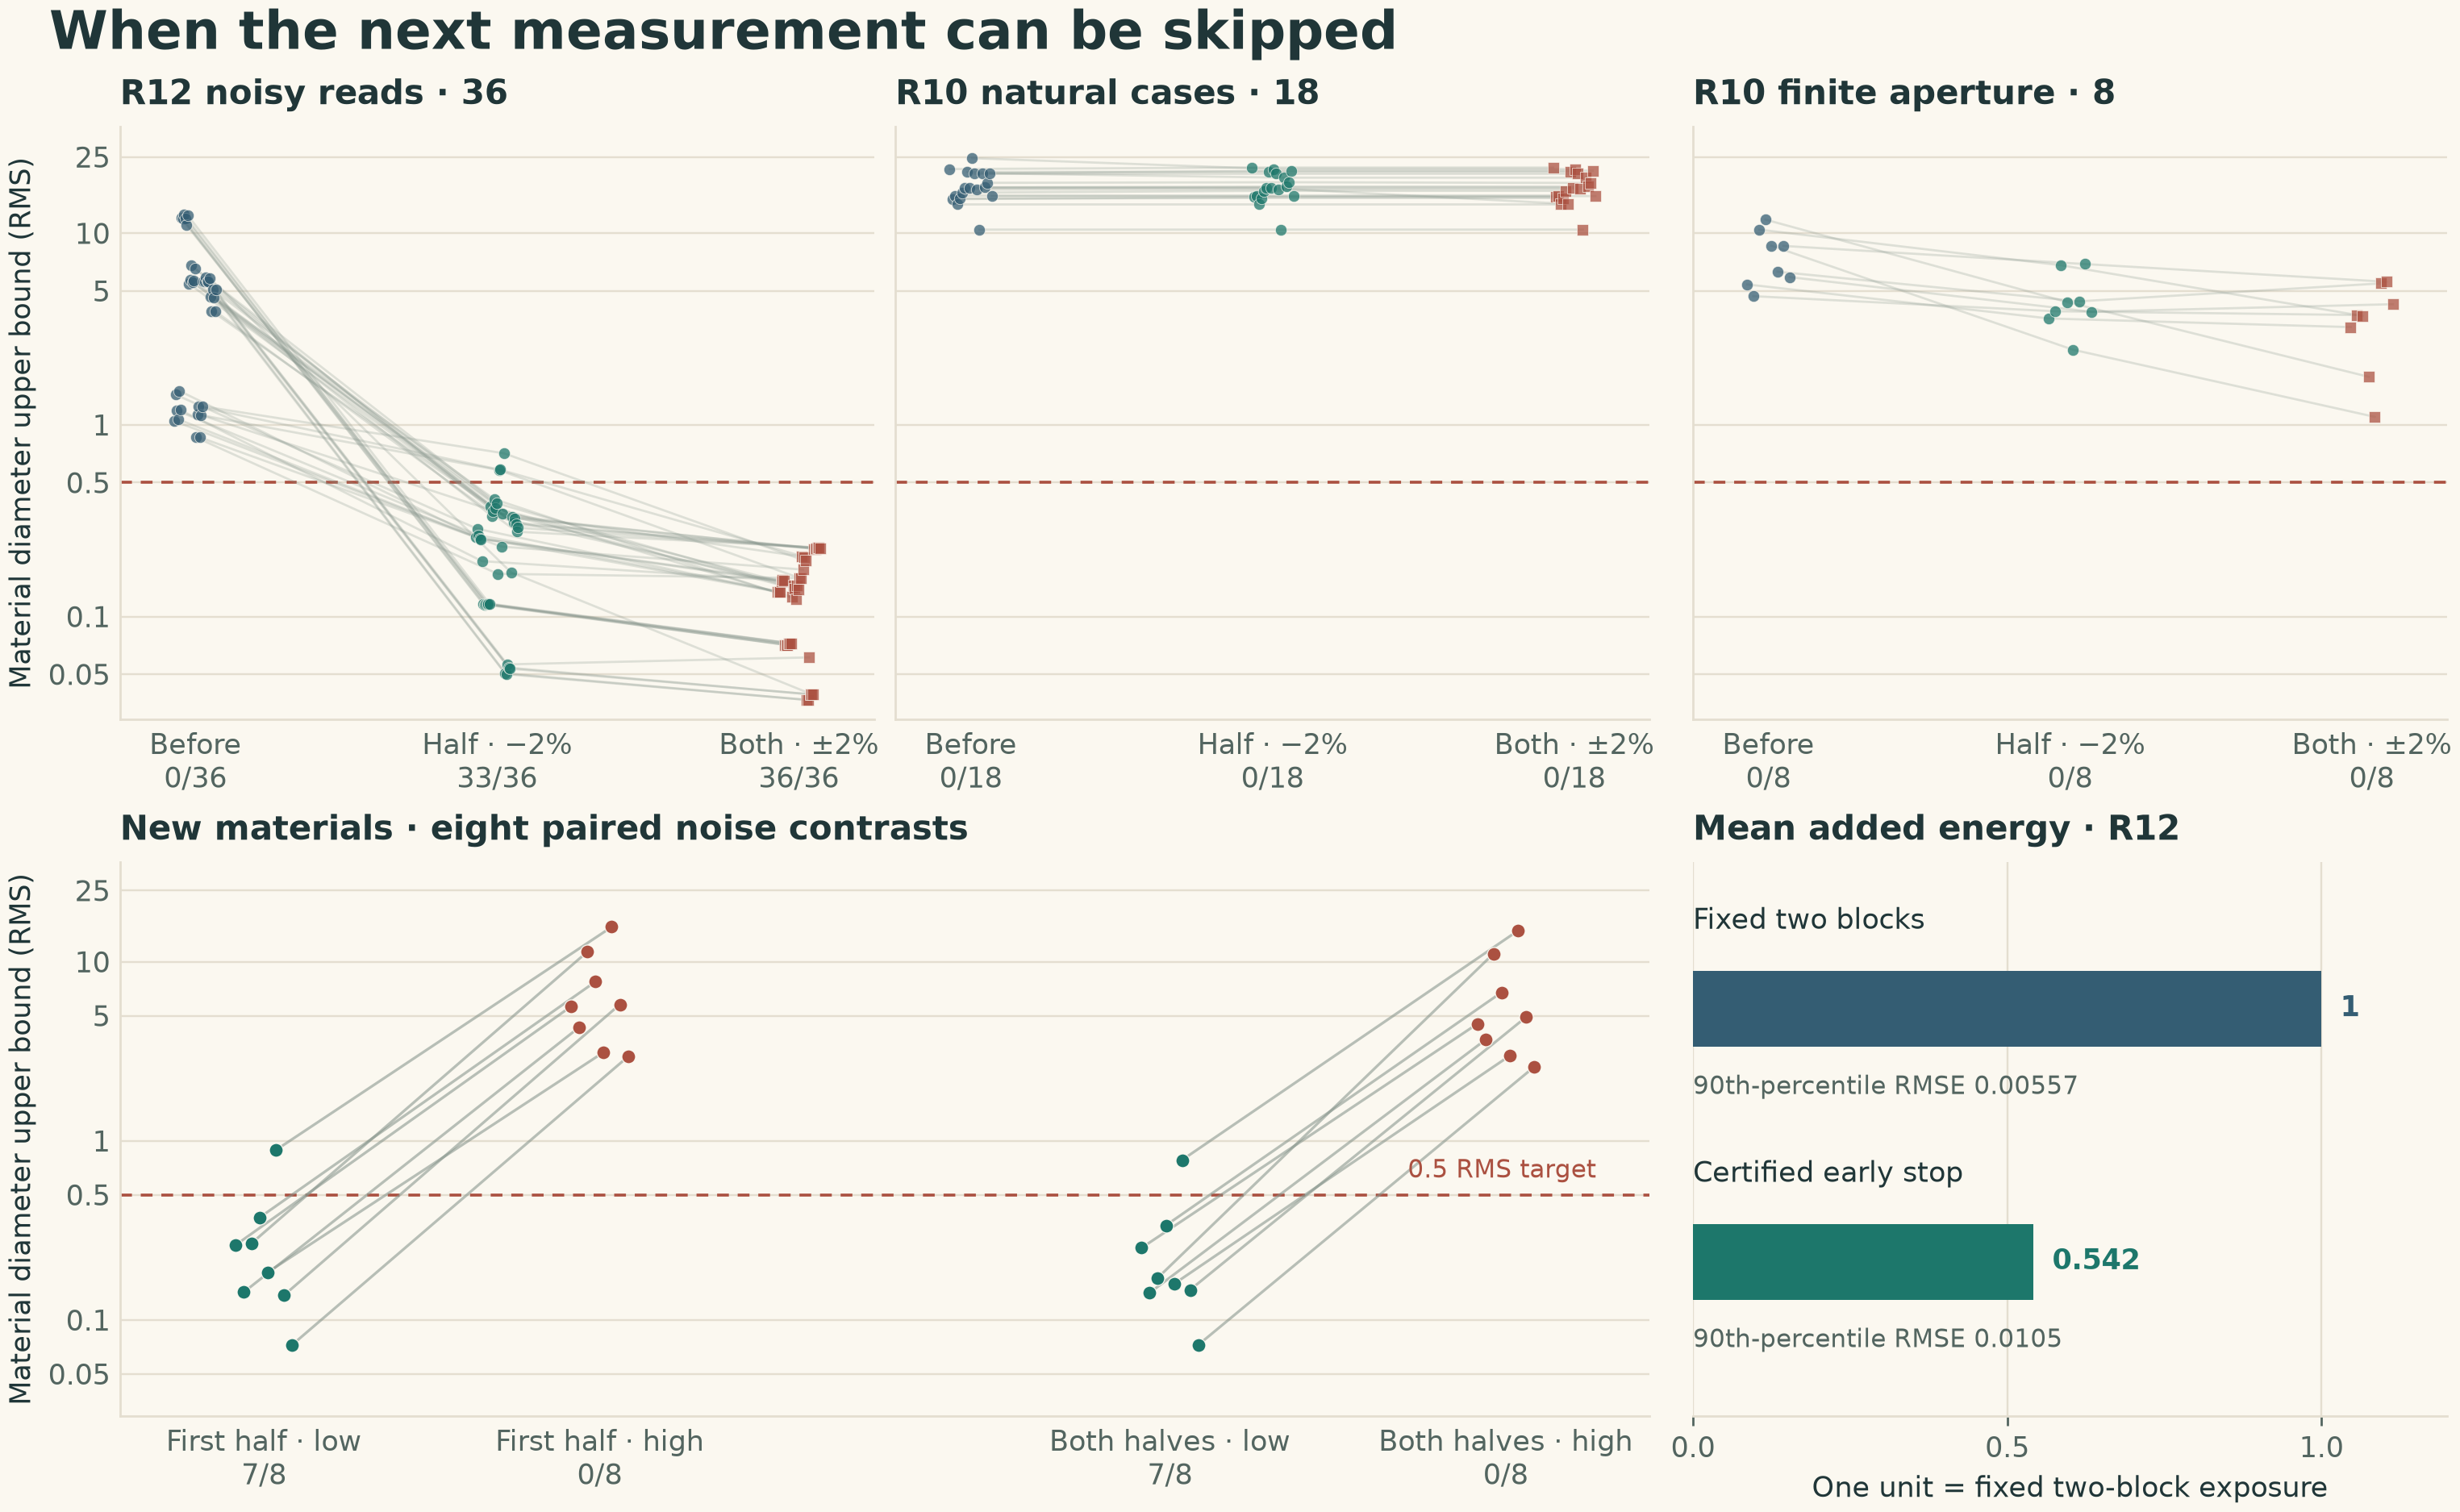 When the next measurement can be skipped
R12 noisy reads · 36
Material diameter upper bound (RMS)
25
10
5
1
0.5
0.1
0.05
Before
0/36
Half · −2%
33/36
Both · ±2%
36/36
R10 natural cases · 18
Before
0/18
Half · −2%
0/18
Both · ±2%
0/18
R10 finite aperture · 8
Before
0/8
Half · −2%
0/8
Both · ±2%
0/8
New materials · eight paired noise contrasts
Material diameter upper bound (RMS)
25
10
5
1
0.5
0.1
0.05
0.5 RMS target
First half · low
7/8
First half · high
0/8
Both halves · low
7/8
Both halves · high
0/8
Mean added energy · R12
Fixed two blocks
1
90th-percentile RMSE 0.00557
Certified early stop
0.542
90th-percentile RMSE 0.0105
0.0
0.5
1.0
One unit = fixed two-block exposure